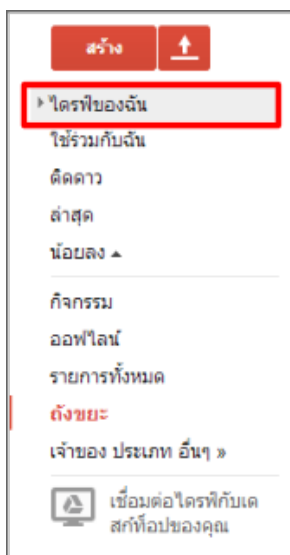 สร้าง
ไดรฟ์ของฉัน
ใช้ร่วมกับฉัน
ติดดาว
ล่าสุด
น้อยลง
กิจกรรม
ออฟไลน์
รายการทั้งหมด
ถังขยะ
เจ้าของ ประเภท อื่นๆ »
เชื่อมต่อไดรฟ์กับเด
สก์ท็อปของคุณ